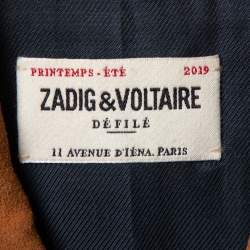 PRINTEMPS - ÉTÉ 2019
ZADIG & VOLTAIRE
DÉFILÉ
11 AVENUE D'IÉNA. PARIS